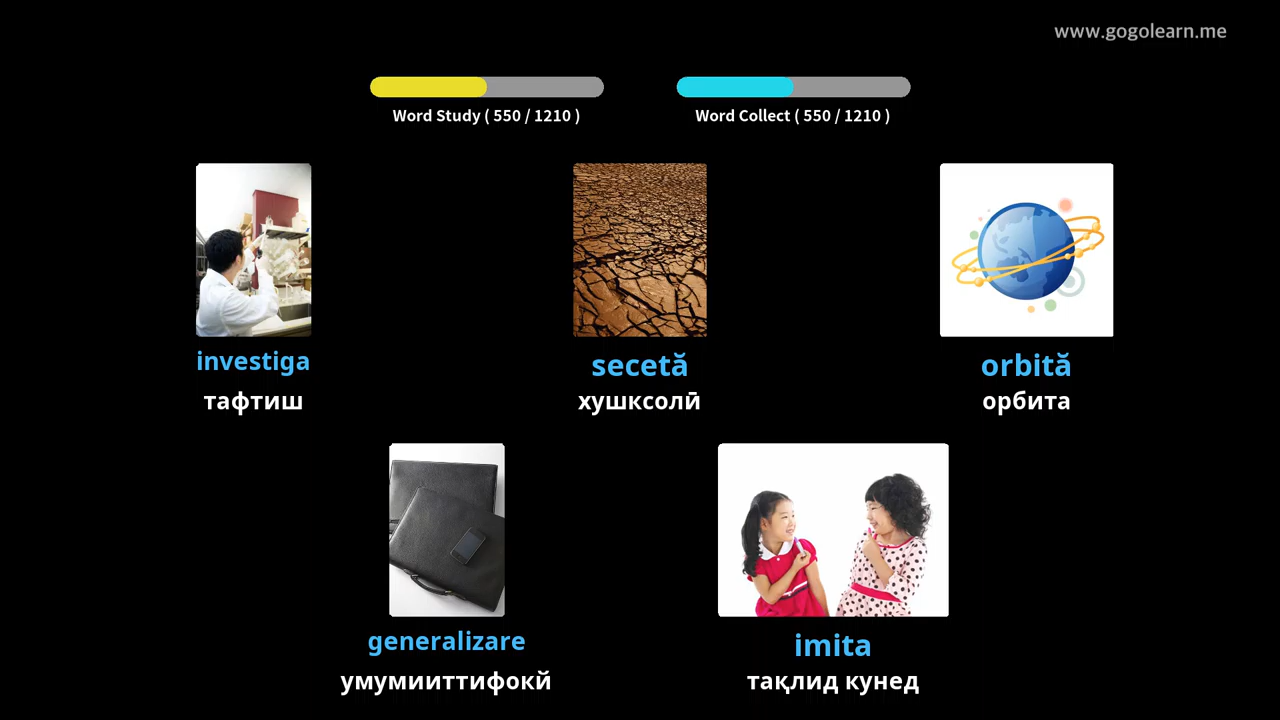 www.gogolearn.me
Word Study ( 550 / 1210 )
Word Collect ( 550 / 1210 )
investiga
secetă
orbită
тафтиш
хушксолӣ
орбита
generalizare
imita
умумииттифокй
тақлид кунед